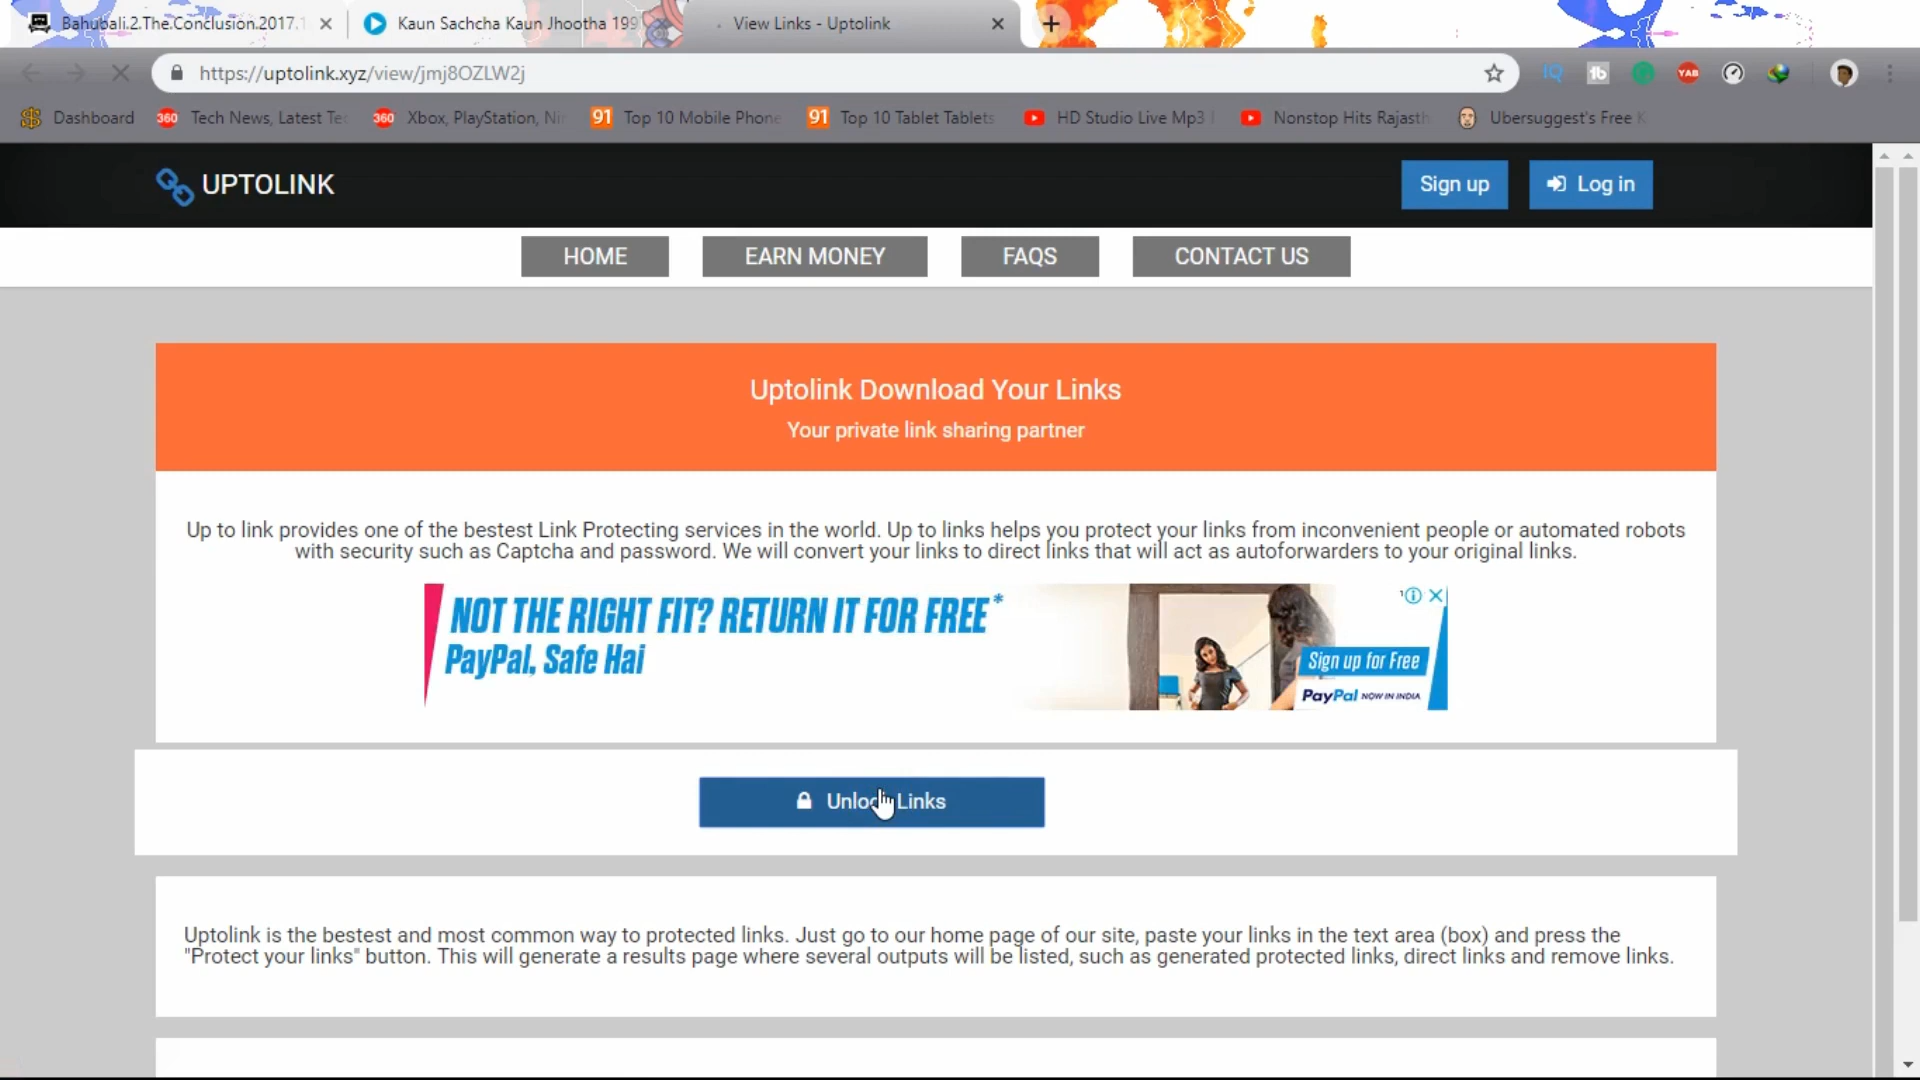 Bahubali.2.The.Conclusion.2017.1
Kaun Sachcha Kaun Jhootha 199
View Links - Uptolink
https://uptolink.xyz/view/jmj8OZLW2j
Dashboard
360 Tech News, Latest Te
360 Xbox, PlayStation, Nin
91 Top 10 Mobile Phone
91 Top 10 Tablet Tablets
HD Studio Live Mp3
Nonstop Hits Rajasth
Ubersuggest's Free K
UPTOLINK
Sign up
Log in
HOME
EARN MONEY
FAQS
CONTACT US
Uptolink Download Your Links
Your private link sharing partner
Up to link provides one of the bestest Link Protecting services in the world. Up to links helps you protect your links from inconvenient people or automated robots
with security such as Captcha and password. We will convert your links to direct links that will act as autoforwarders to your original links.
NOT THE RIGHT FIT? RETURN IT FOR FREE*
PayPal, Safe Hai
Sign up for Free
PayPal NOW IN INDIA
Unlock Links
Uptolink is the bestest and most common way to protected links. Just go to our home page of our site, paste your links in the text area (box) and press the
"Protect your links" button. This will generate a results page where several outputs will be listed, such as generated protected links, direct links and remove links.